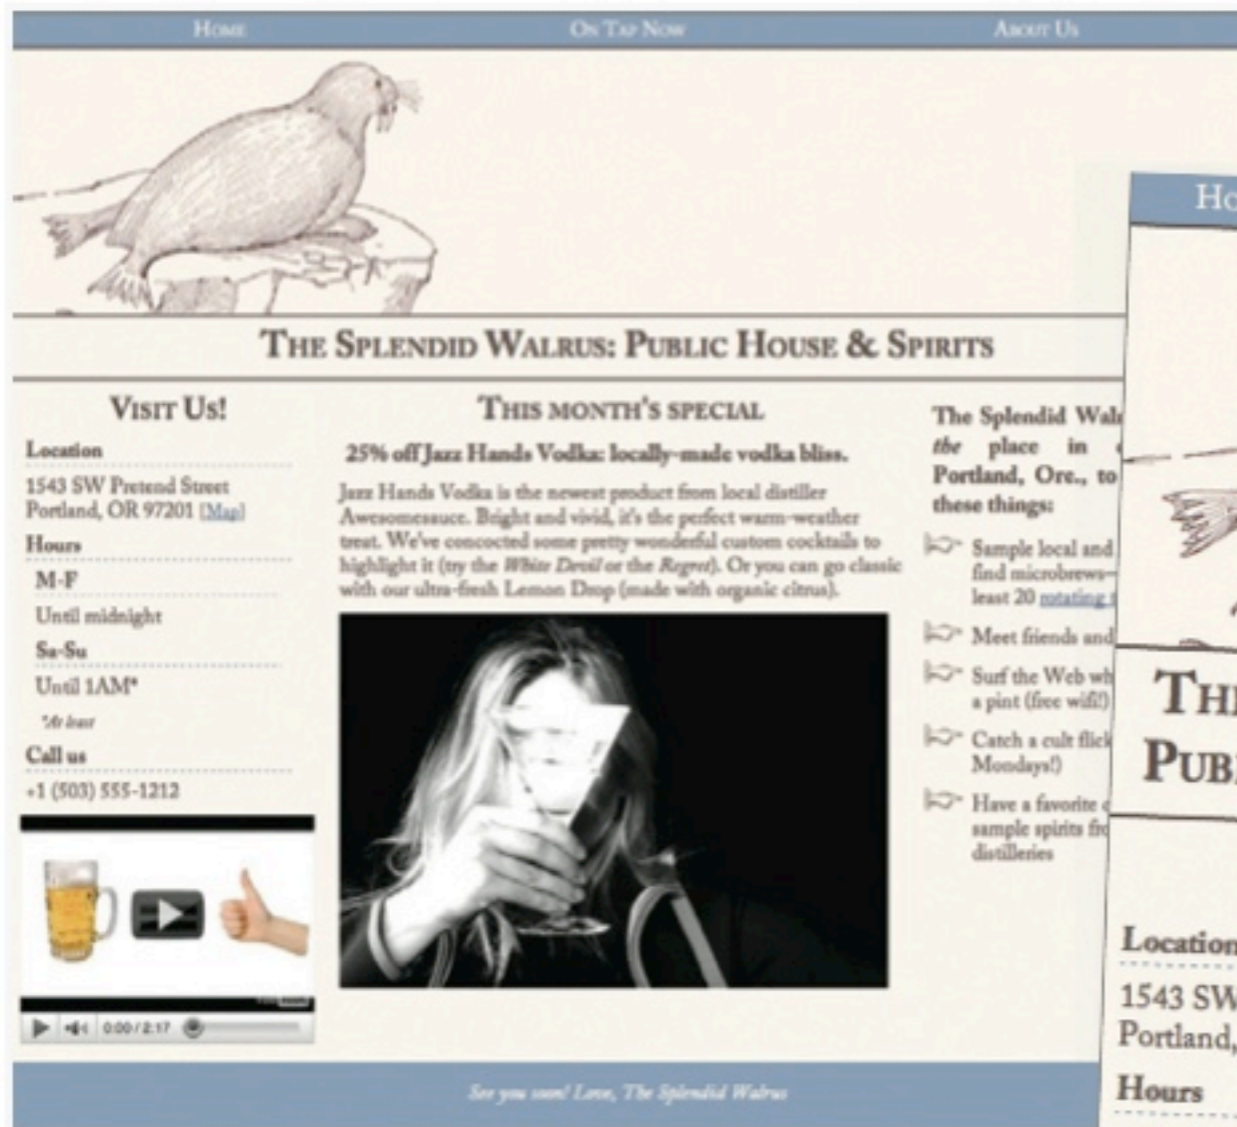 Home
On Tap Now
About Us
The Splendid Walrus: Public House & Spirits
Visit Us!
Location
1543 SW Pretend Street
Portland, OR 97201 [Map]
Hours
M-F
Until midnight
Sa-Su
Until 1AM*
*At least
Call us
+1 (503) 555-1212
0:00 / 2:17
This month's special
25% off Jazz Hands Vodka: locally-made vodka bliss.
Jazz Hands Vodka is the newest product from local distiller
Awesomesauce. Bright and vivid, it's the perfect warm-weather
treat. We've concocted some pretty wonderful custom cocktails to
highlight it (try the White Devil or the Regret). Or you can go classic
with our ultra-fresh Lemon Drop (made with organic citrus).
The Splendid
the place in
Portland, Ore., to
these things:
Sample local and
find microbrews—
least 20 rotating
Meet friends and
Surf the Web
a pint (free wifi!)
Catch a cult flick
Mondays!)
Have a favorite
sample spirits
distilleries
See you soon! Love, The Splendid Walrus
Location
1543 SW
Portland,
Hours